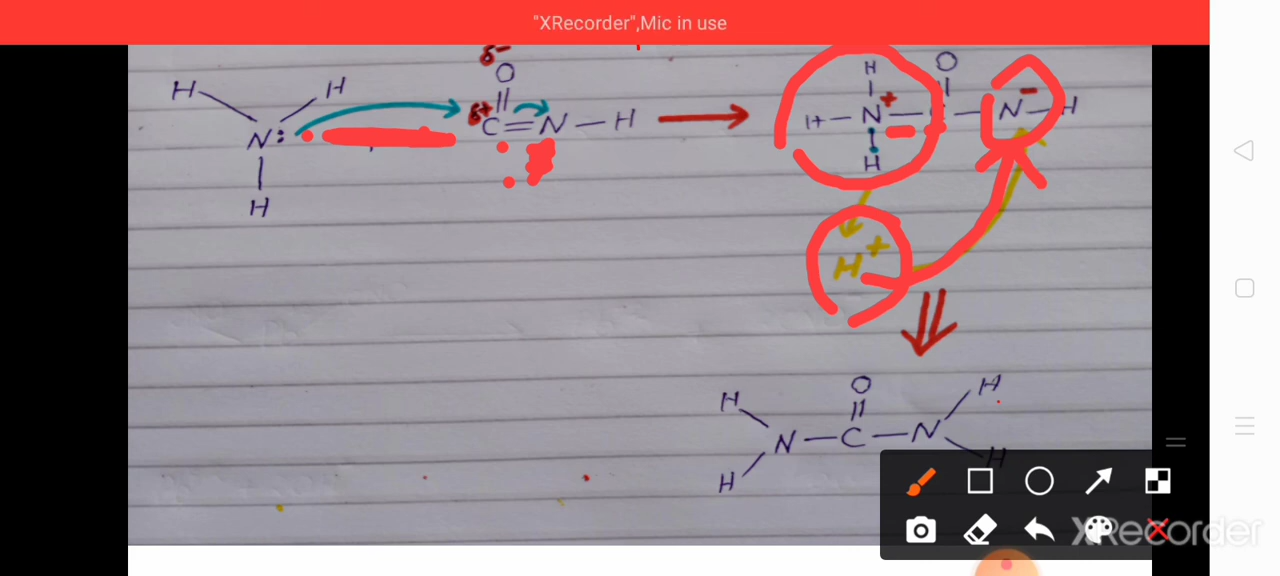 "XRecorder",Mic in use
δ-
O
H
H
δ+
N:
C=N-H
H
H
O
H-N+-C-N--H
H
H+
O
H
H
N-C-N
H
H
XRecorder